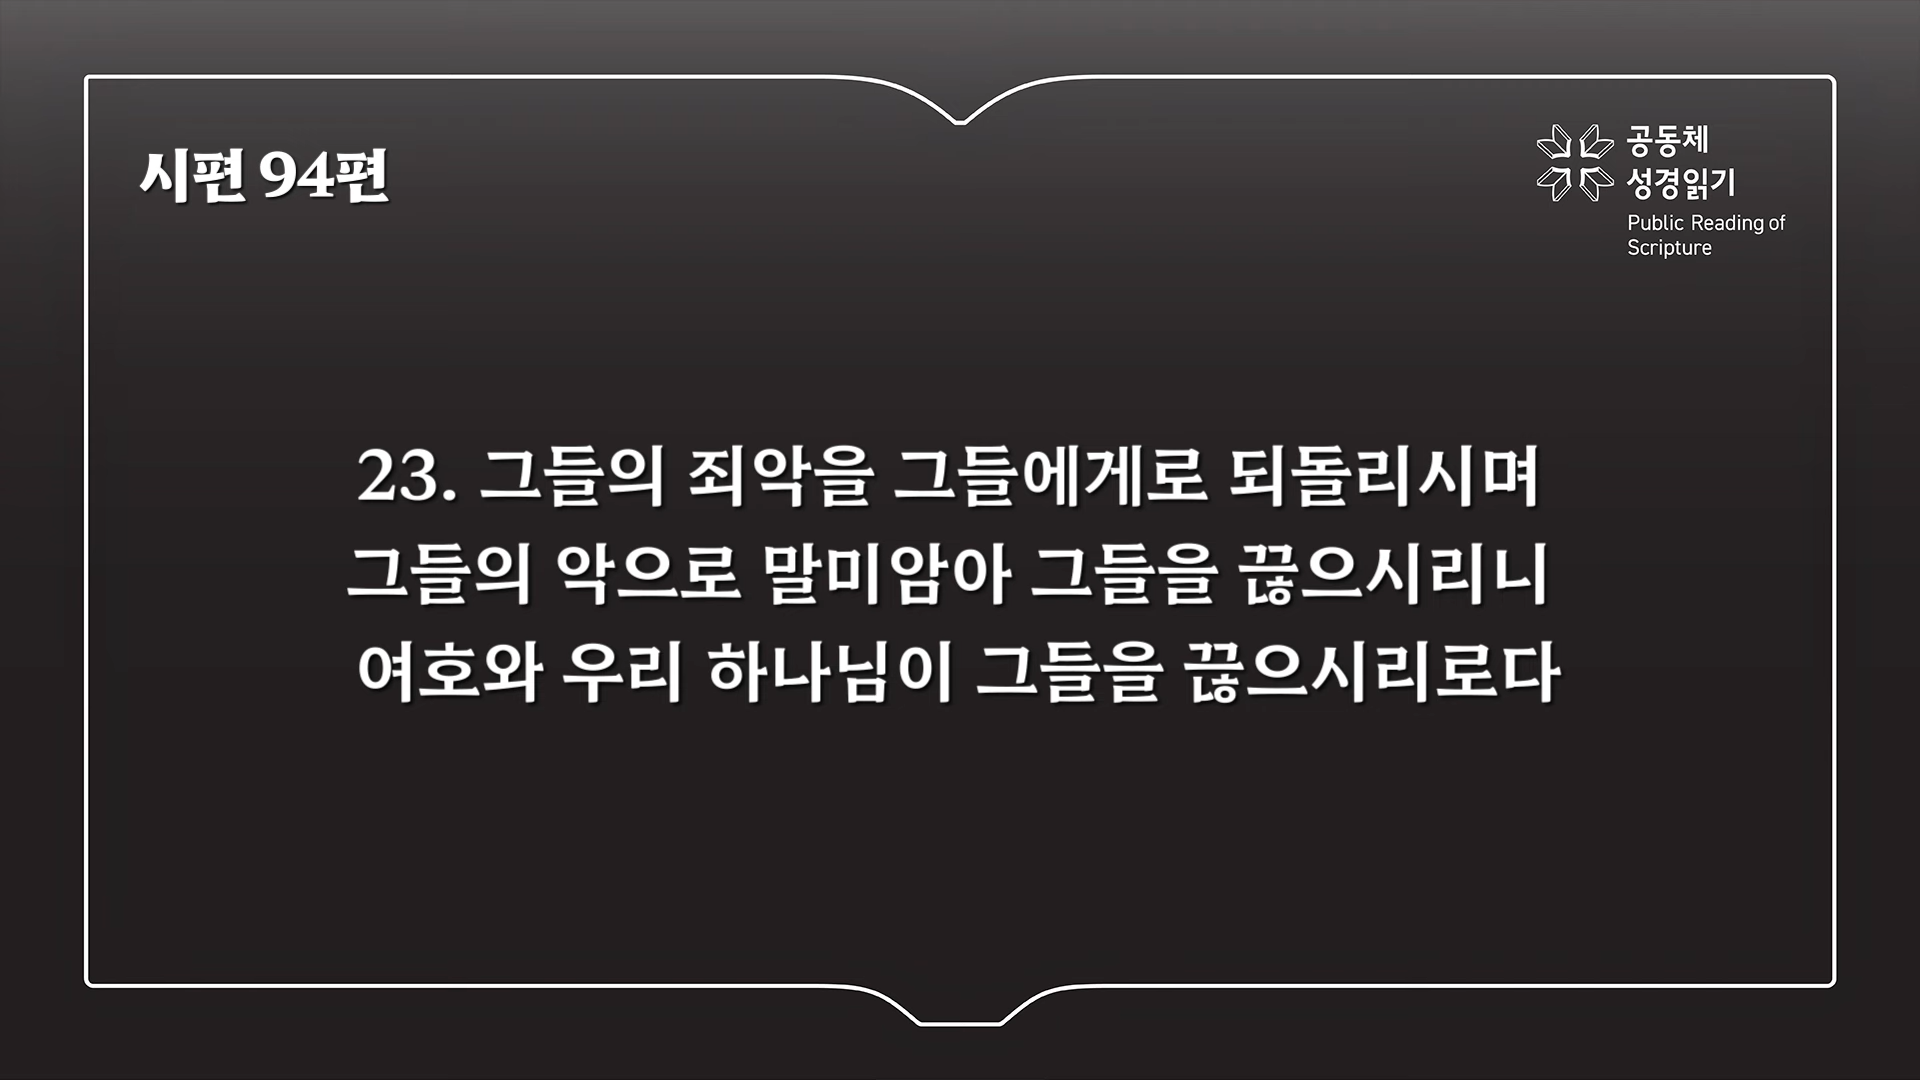 시편 94편
공동체
성경읽기
Public Reading of
Scripture
23. 그들의 죄악을 그들에게로 되돌리시며
그들의 악으로 말미암아 그들을 끊으시리니
여호와 우리 하나님이 그들을 끊으시리로다